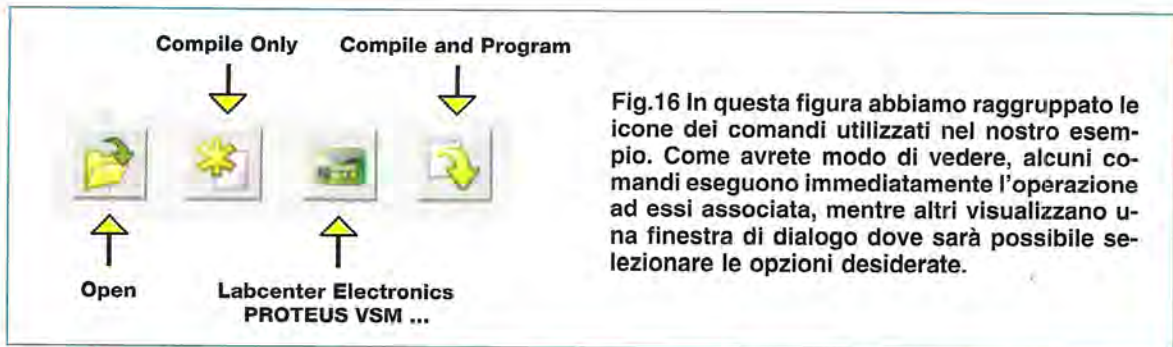 Compile Only
Compile and Program
Open
Labcenter Electronics
PROTEUS VSM ...
Fig.16 In questa figura abbiamo raggruppato le
icone dei comandi utilizzati nel nostro esem-
pio. Come avrete modo di vedere, alcuni co-
mandi eseguono immediatamente l'operazione
ad essi associata, mentre altri visualizzano u-
na finestra di dialogo dove sarà possibile se-
lezionare le opzioni desiderate.